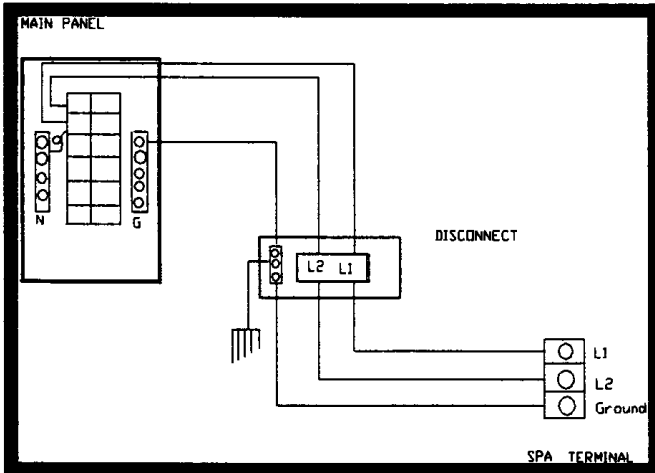 MAIN PANEL
N
G
DISCONNECT
L2 L1
L1
L2
Ground
SPA TERMINAL